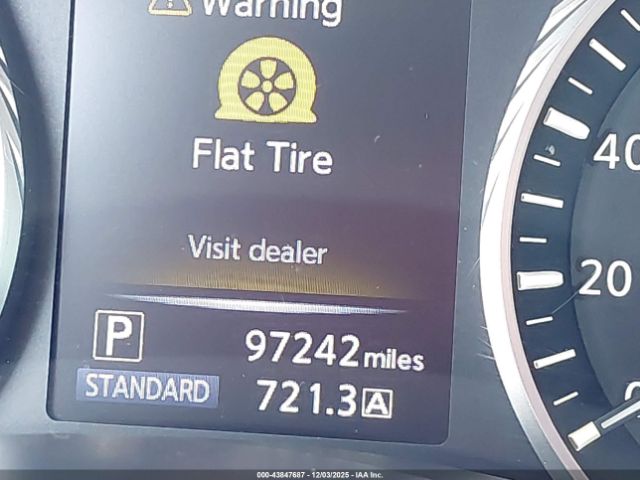 Warning
Flat Tire
Visit dealer
P
97242 miles
STANDARD
721.3 A
40
20
0
000-43847687 - 12/03/2025 - IAA Inc.